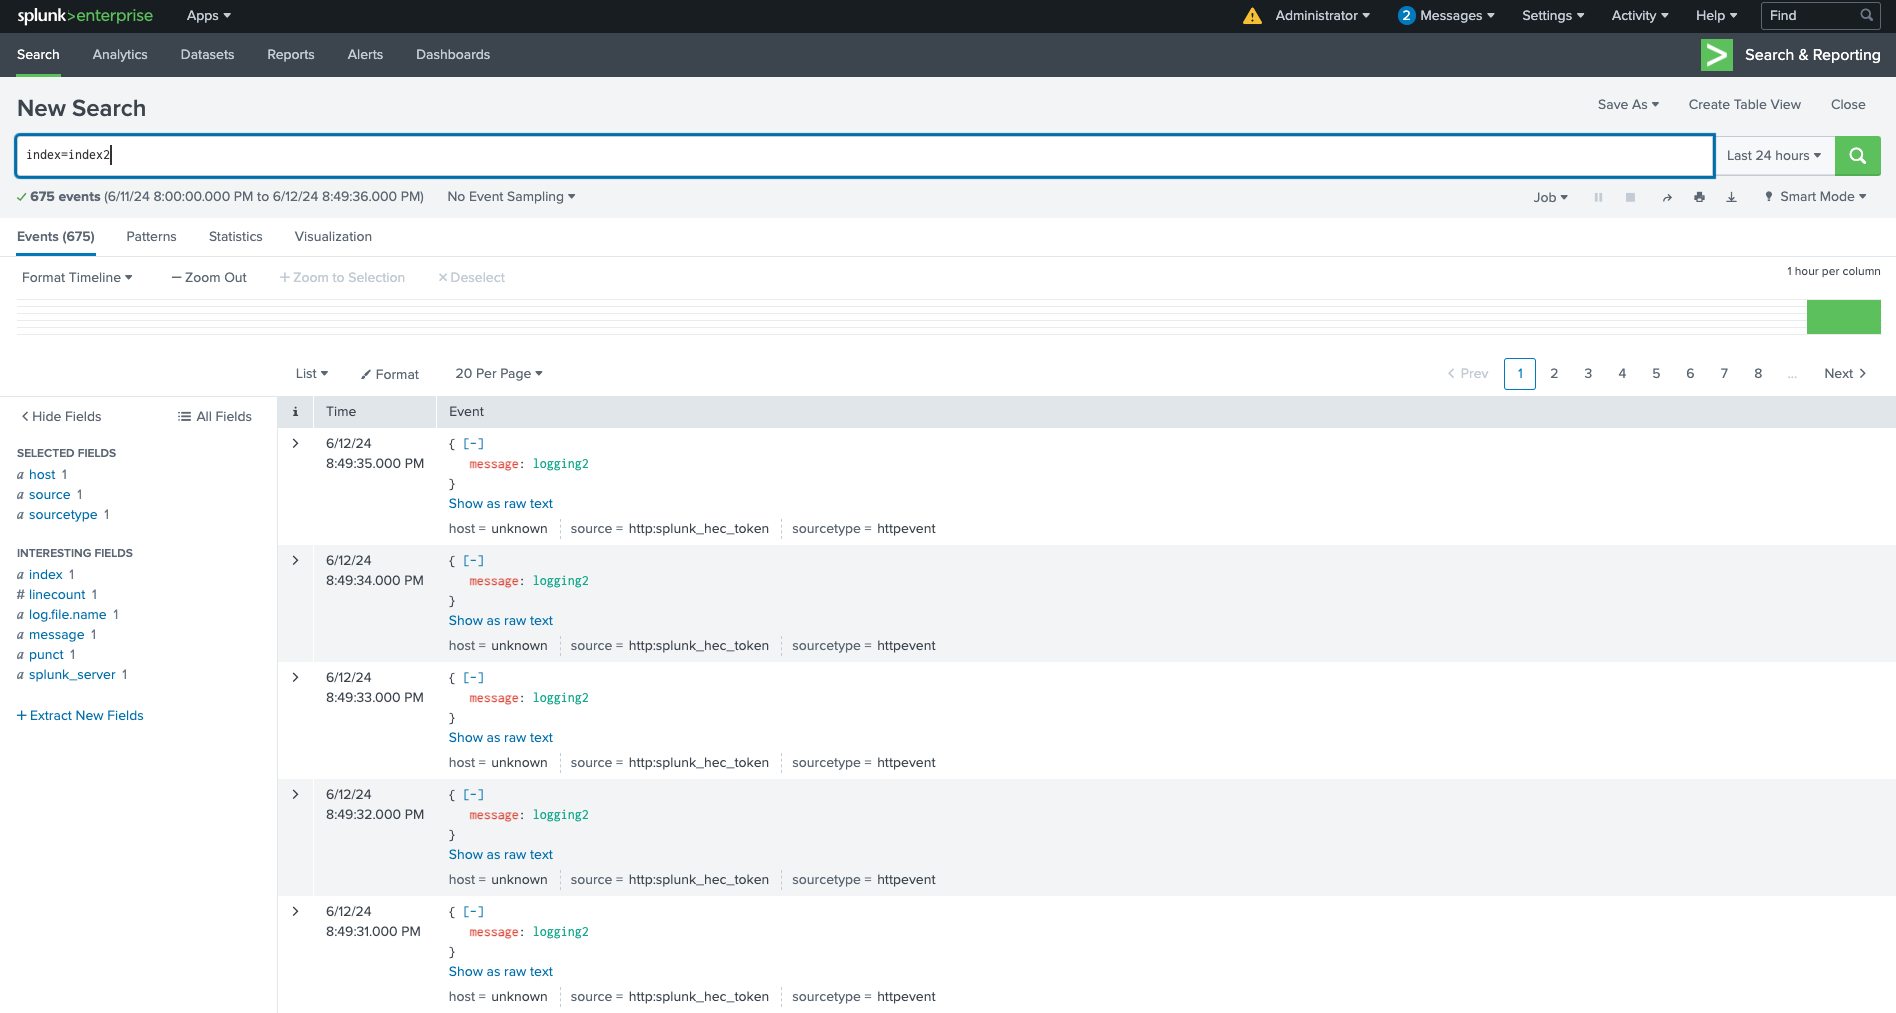 splunk>enterprise Apps Administrator 2 Messages Settings Activity Help Find
Search Analytics Datasets Reports Alerts Dashboards Search & Reporting
New Search Save As Create Table View Close
index=index2 Last 24 hours
675 events (6/11/24 8:00:00.000 PM to 6/12/24 8:49:36.000 PM) No Event Sampling Job Smart Mode
Events (675) Patterns Statistics Visualization
Format Timeline — Zoom Out + Zoom to Selection × Deselect 1 hour per column
List Format 20 Per Page < Prev 1 2 3 4 5 6 7 8 ... Next >
< Hide Fields All Fields
SELECTED FIELDS
a host 1
a source 1
a sourcetype 1
INTERESTING FIELDS
a index 1
# linecount 1
a log.file.name 1
a message 1
a punct 1
a splunk_server 1
+ Extract New Fields
i Time Event
> 6/12/24 { [-]
8:49:35.000 PM message: logging2
}
Show as raw text
host = unknown source = http:splunk_hec_token sourcetype = httpevent
> 6/12/24 { [-]
8:49:34.000 PM message: logging2
}
Show as raw text
host = unknown source = http:splunk_hec_token sourcetype = httpevent
> 6/12/24 { [-]
8:49:33.000 PM message: logging2
}
Show as raw text
host = unknown source = http:splunk_hec_token sourcetype = httpevent
> 6/12/24 { [-]
8:49:32.000 PM message: logging2
}
Show as raw text
host = unknown source = http:splunk_hec_token sourcetype = httpevent
> 6/12/24 { [-]
8:49:31.000 PM message: logging2
}
Show as raw text
host = unknown source = http:splunk_hec_token sourcetype = httpevent